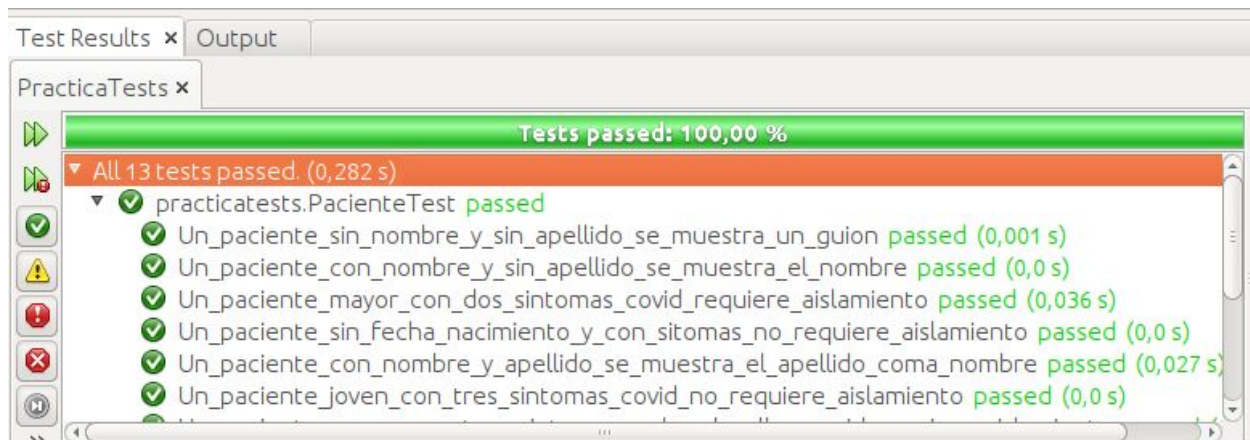 Test Results × Output
PracticaTests ×
Tests passed: 100,00 %
All 13 tests passed. (0,282 s)
practicatests.PacienteTest passed
Un_paciente_sin_nombre_y_sin_apellido_se_muestra_un_guion passed (0,001 s)
Un_paciente_con_nombre_y_sin_apellido_se_muestra_el_nombre passed (0,0 s)
Un_paciente_mayor_con_dos_sintomas_covid_requiere_aislamiento passed (0,036 s)
Un_paciente_sin_fecha_nacimiento_y_con_sitomas_no_requiere_aislamiento passed (0,0 s)
Un_paciente_con_nombre_y_apellido_se_muestra_el_apellido_coma_nombre passed (0,027 s)
Un_paciente_joven_con_tres_sintomas_covid_no_requiere_aislamiento passed (0,0 s)